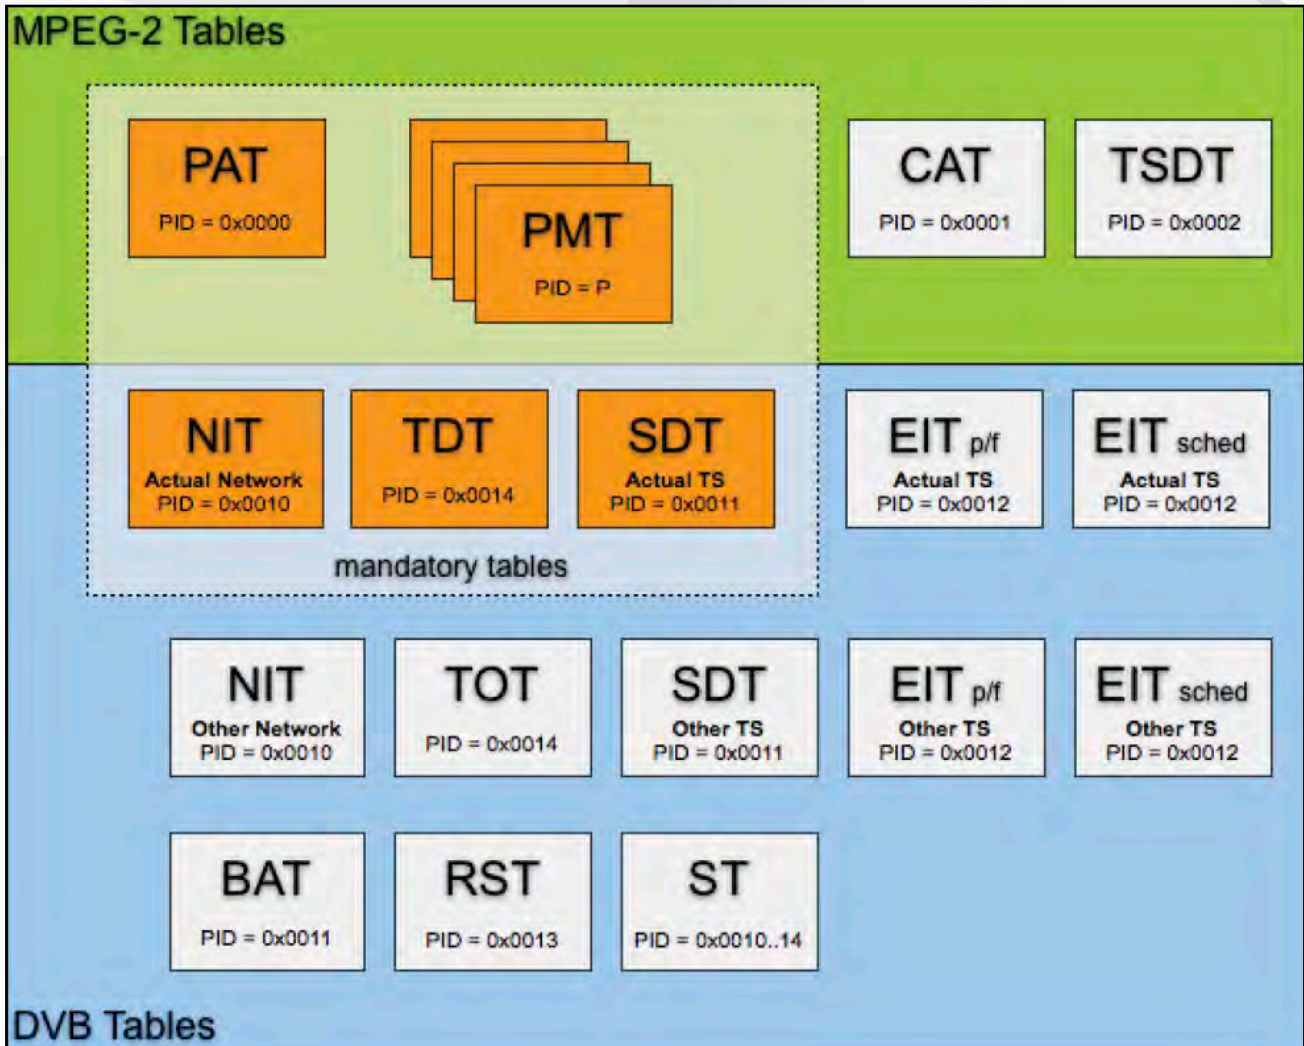 MPEG-2 Tables
PAT
PID = 0x0000
PMT
PID = P
CAT
PID = 0x0001
TSDT
PID = 0x0002
NIT
Actual Network
PID = 0x0010
TDT
PID = 0x0014
SDT
Actual TS
PID = 0x0011
EIT p/f
Actual TS
PID = 0x0012
EIT sched
Actual TS
PID = 0x0012
mandatory tables
NIT
Other Network
PID = 0x0010
TOT
PID = 0x0014
SDT
Other TS
PID = 0x0011
EIT p/f
Other TS
PID = 0x0012
EIT sched
Other TS
PID = 0x0012
BAT
PID = 0x0011
RST
PID = 0x0013
ST
PID = 0x0010..14
DVB Tables